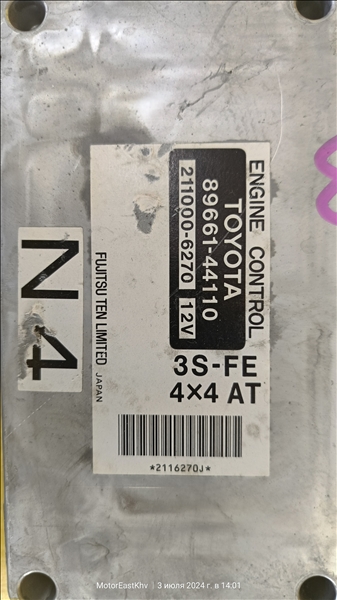 ENGINE CONTROL
TOYOTA
89661-44110
211000-6270 12V
3S-FE
4×4 AT
FUJITSU TEN LIMITED JAPAN
*2116270J*
N4
MotorEastKhv | 3 июля 2024 г. в 14:01